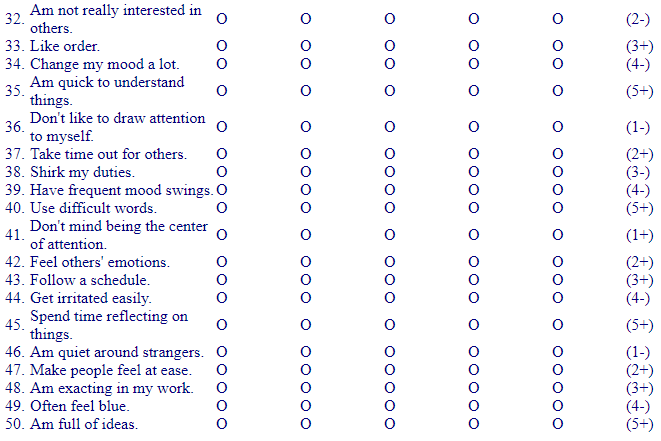 32. Am not really interested in others. O O O O O (2-)
33. Like order. O O O O O (3+)
34. Change my mood a lot. O O O O O (4-)
35. Am quick to understand things. O O O O O (5+)
36. Don't like to draw attention to myself. O O O O O (1-)
37. Take time out for others. O O O O O (2+)
38. Shirk my duties. O O O O O (3-)
39. Have frequent mood swings. O O O O O (4-)
40. Use difficult words. O O O O O (5+)
41. Don't mind being the center of attention. O O O O O (1+)
42. Feel others' emotions. O O O O O (2+)
43. Follow a schedule. O O O O O (3+)
44. Get irritated easily. O O O O O (4-)
45. Spend time reflecting on things. O O O O O (5+)
46. Am quiet around strangers. O O O O O (1-)
47. Make people feel at ease. O O O O O (2+)
48. Am exacting in my work. O O O O O (3+)
49. Often feel blue. O O O O O (4-)
50. Am full of ideas. O O O O O (5+)